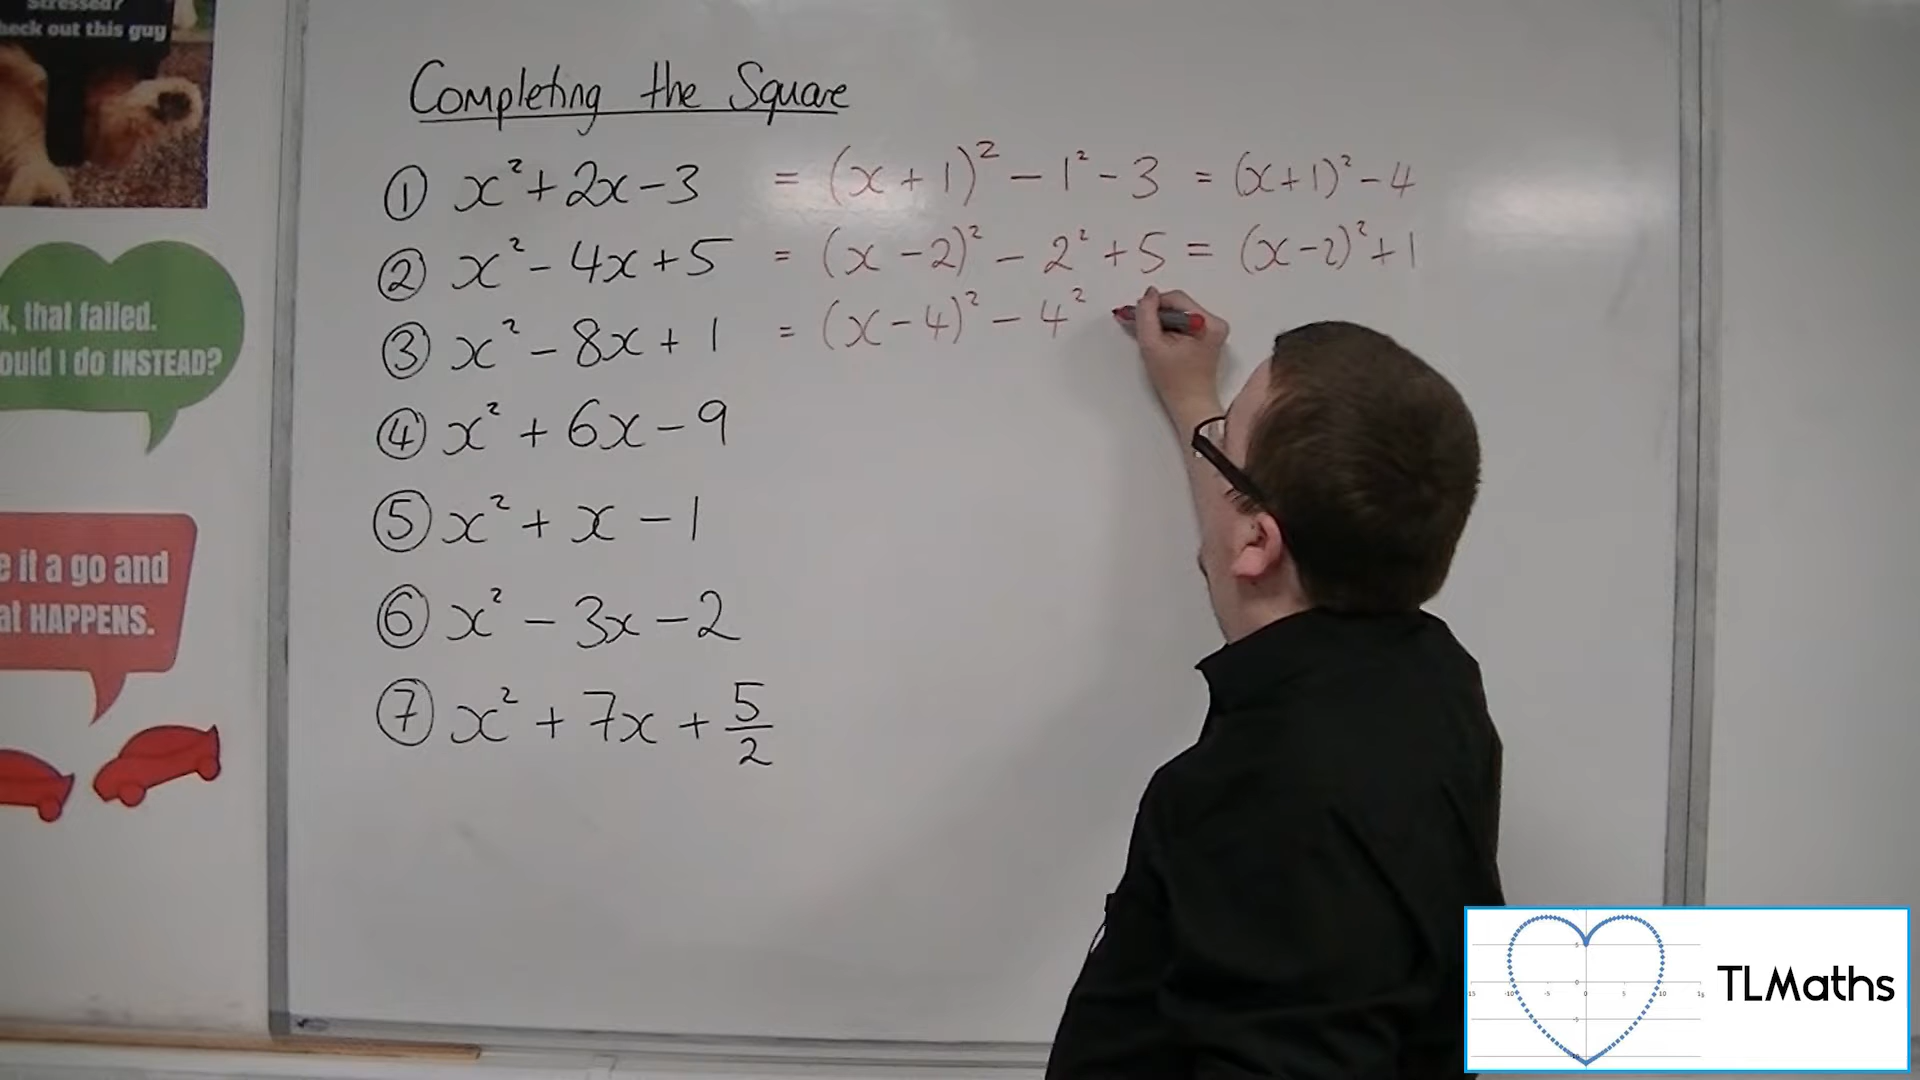 Stressed?
heck out this guy
Completing the Square
① x² + 2x - 3 = (x + 1)² - 1² - 3 = (x+1)² - 4
② x² - 4x + 5 = (x - 2)² - 2² + 5 = (x-2)² + 1
③ x² - 8x + 1 = (x - 4)² - 4²
④ x² + 6x - 9
⑤ x² + x - 1
⑥ x² - 3x - 2
⑦ x² + 7x + 5/2
k, that failed.
ould I do INSTEAD?
e it a go and
at HAPPENS.
TLMaths